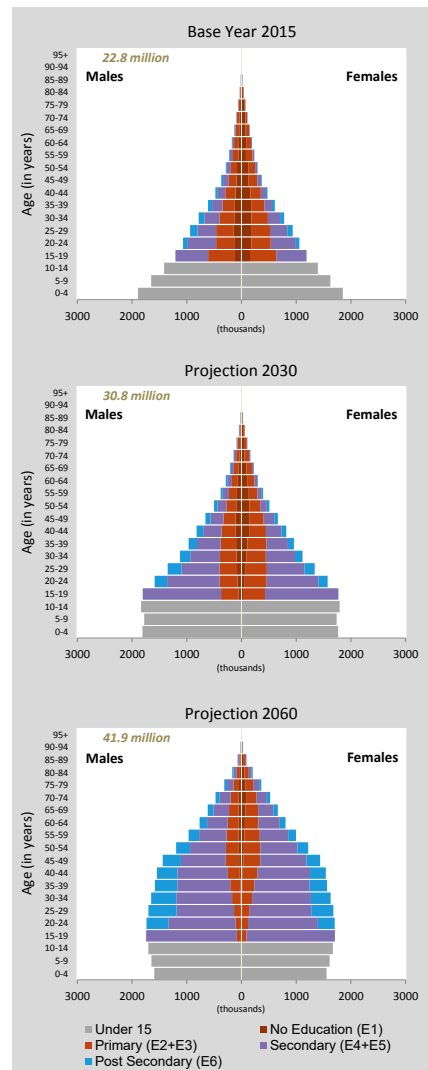 Base Year 2015
22.8 million
Males
Females
Age (in years)
95+
90-94
85-89
80-84
75-79
70-74
65-69
60-64
55-59
50-54
45-49
40-44
35-39
30-34
25-29
20-24
15-19
10-14
5-9
0-4
3000 2000 1000 0 1000 2000 3000
(thousands)
Projection 2030
30.8 million
Males
Females
Age (in years)
95+
90-94
85-89
80-84
75-79
70-74
65-69
60-64
55-59
50-54
45-49
40-44
35-39
30-34
25-29
20-24
15-19
10-14
5-9
0-4
3000 2000 1000 0 1000 2000 3000
(thousands)
Projection 2060
41.9 million
Males
Females
Age (in years)
95+
90-94
85-89
80-84
75-79
70-74
65-69
60-64
55-59
50-54
45-49
40-44
35-39
30-34
25-29
20-24
15-19
10-14
5-9
0-4
3000 2000 1000 0 1000 2000 3000
(thousands)
Under 15 No Education (E1)
Primary (E2+E3) Secondary (E4+E5)
Post Secondary (E6)